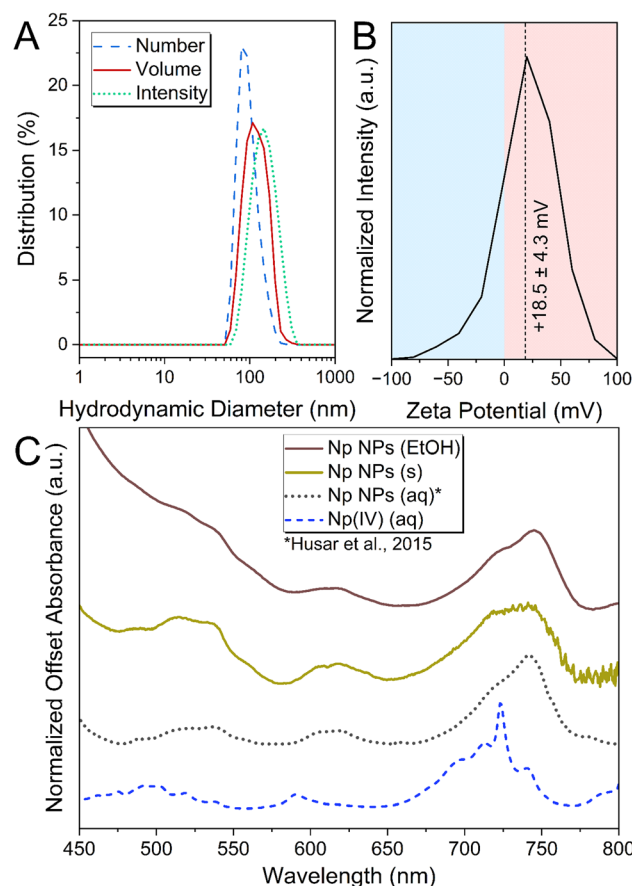 A
Number
Volume
Intensity
25
20
15
10
5
0
Distribution (%)
1
10
100
1000
Hydrodynamic Diameter (nm)
B
Normalized Intensity (a.u.)
+18.5 ± 4.3 mV
−100
−50
0
50
100
Zeta Potential (mV)
C
Np NPs (EtOH)
Np NPs (s)
Np NPs (aq)*
Np(IV) (aq)
*Husar et al., 2015
Normalized Offset Absorbance (a.u.)
450
500
550
600
650
700
750
800
Wavelength (nm)